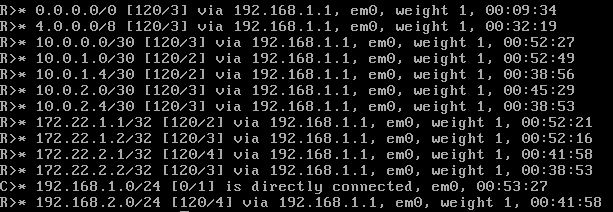 R>* 0.0.0.0/0 [120/3] via 192.168.1.1, em0, weight 1, 00:09:34
R>* 4.0.0.0/8 [120/3] via 192.168.1.1, em0, weight 1, 00:32:19
R>* 10.0.0.0/30 [120/3] via 192.168.1.1, em0, weight 1, 00:52:27
R>* 10.0.1.0/30 [120/2] via 192.168.1.1, em0, weight 1, 00:52:49
R>* 10.0.1.4/30 [120/2] via 192.168.1.1, em0, weight 1, 00:38:56
R>* 10.0.2.0/30 [120/3] via 192.168.1.1, em0, weight 1, 00:45:29
R>* 10.0.2.4/30 [120/3] via 192.168.1.1, em0, weight 1, 00:38:53
R>* 172.22.1.1/32 [120/2] via 192.168.1.1, em0, weight 1, 00:52:21
R>* 172.22.1.2/32 [120/3] via 192.168.1.1, em0, weight 1, 00:52:16
R>* 172.22.2.1/32 [120/4] via 192.168.1.1, em0, weight 1, 00:41:58
R>* 172.22.2.2/32 [120/3] via 192.168.1.1, em0, weight 1, 00:38:53
C>* 192.168.1.0/24 [0/1] is directly connected, em0, 00:53:27
R>* 192.168.2.0/24 [120/4] via 192.168.1.1, em0, weight 1, 00:41:58